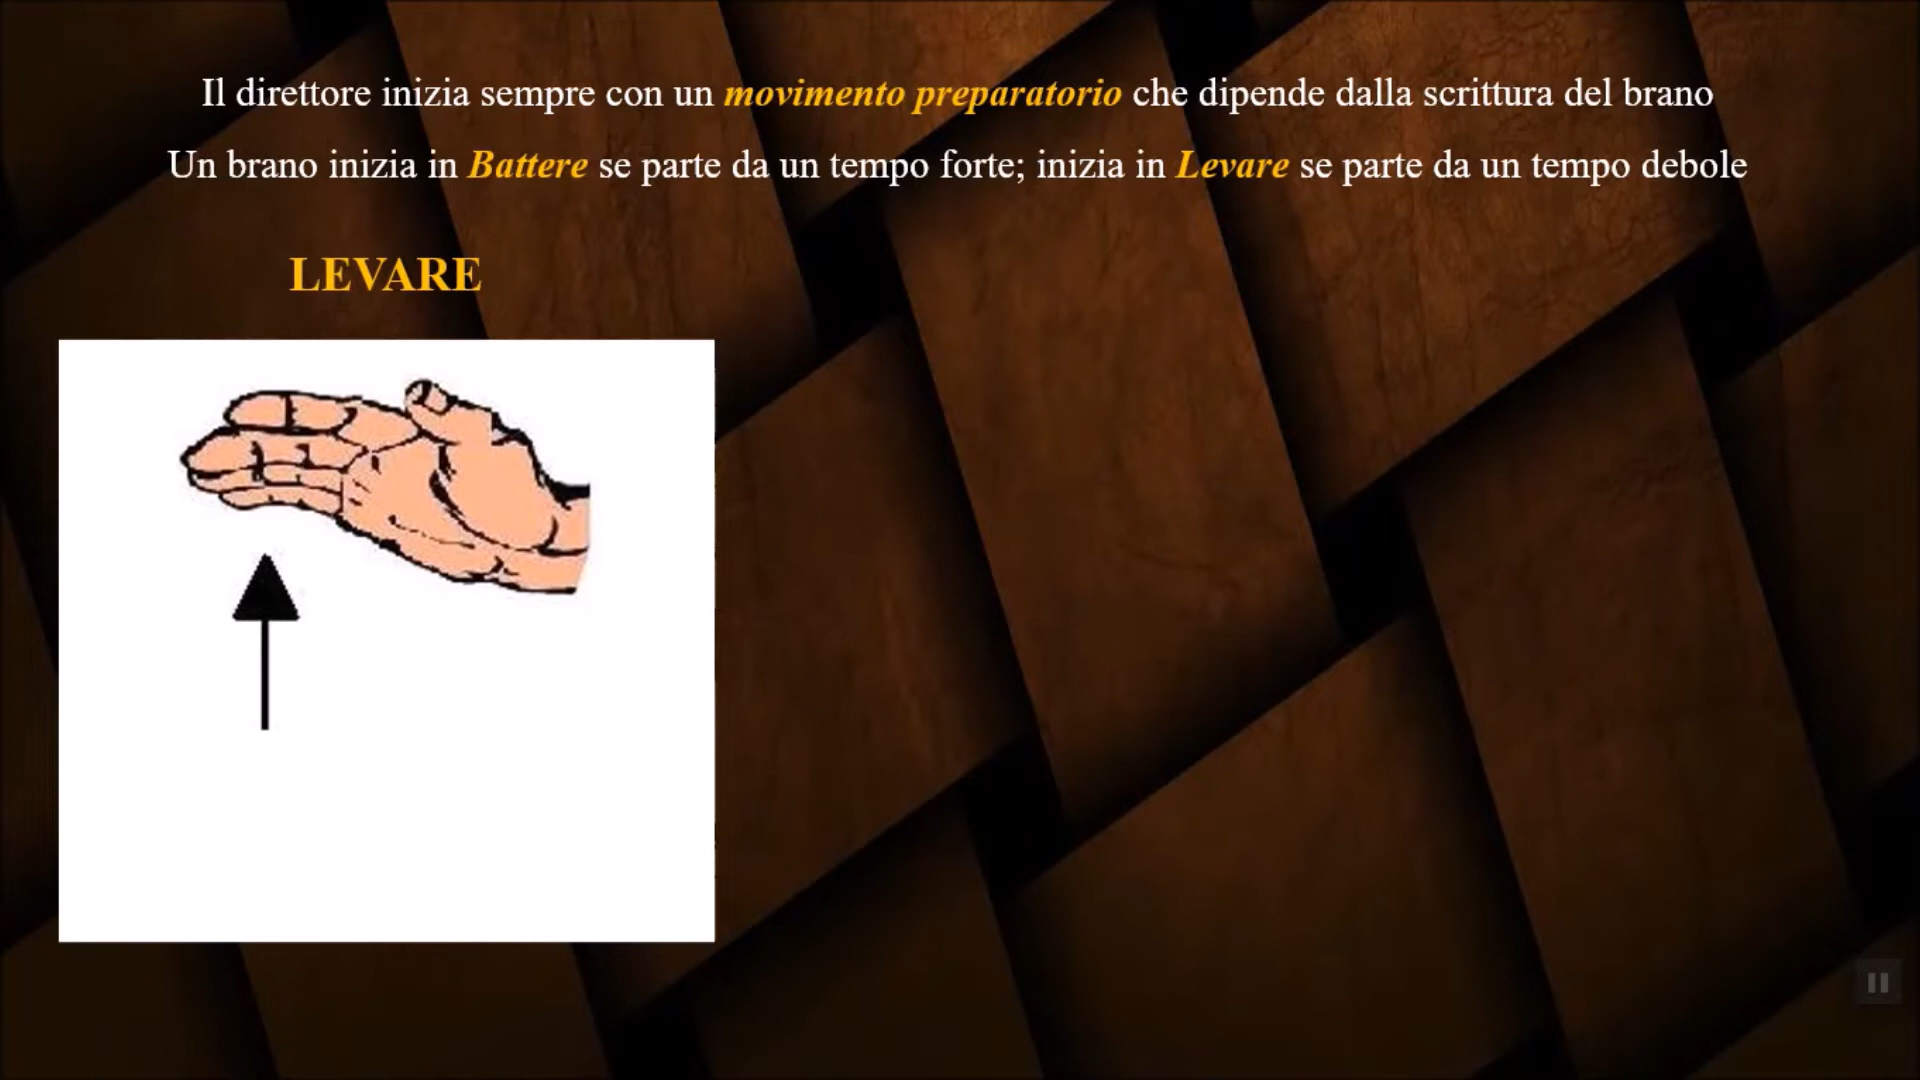 Il direttore inizia sempre con un movimento preparatorio che dipende dalla scrittura del brano
Un brano inizia in Battere se parte da un tempo forte; inizia in Levare se parte da un tempo debole
LEVARE